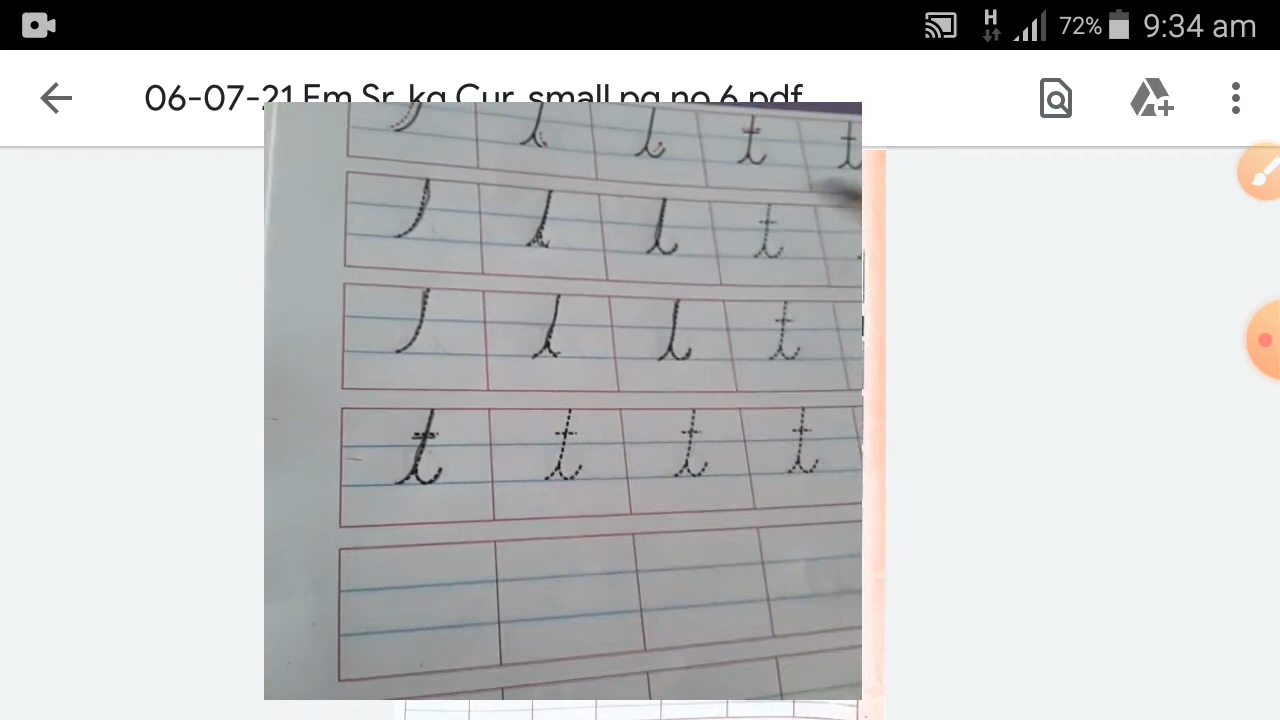 72% 9:34 am
06-07-21 Em Sr. kg Cur. small pg no 6.pdf
t t
t
t
t t t t